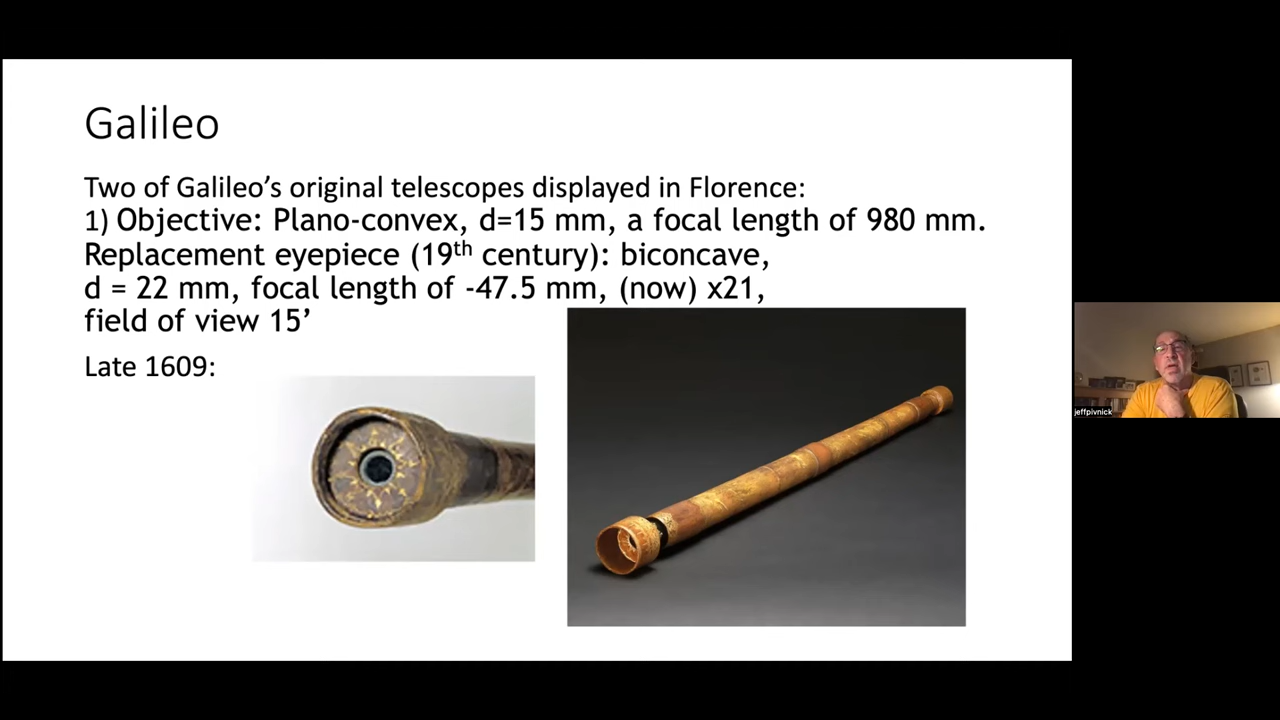 Galileo
Two of Galileo’s original telescopes displayed in Florence:
1) Objective: Plano-convex, d=15 mm, a focal length of 980 mm.
Replacement eyepiece (19th century): biconcave,
d = 22 mm, focal length of -47.5 mm, (now) x21,
field of view 15’
Late 1609:
jeffpivnick